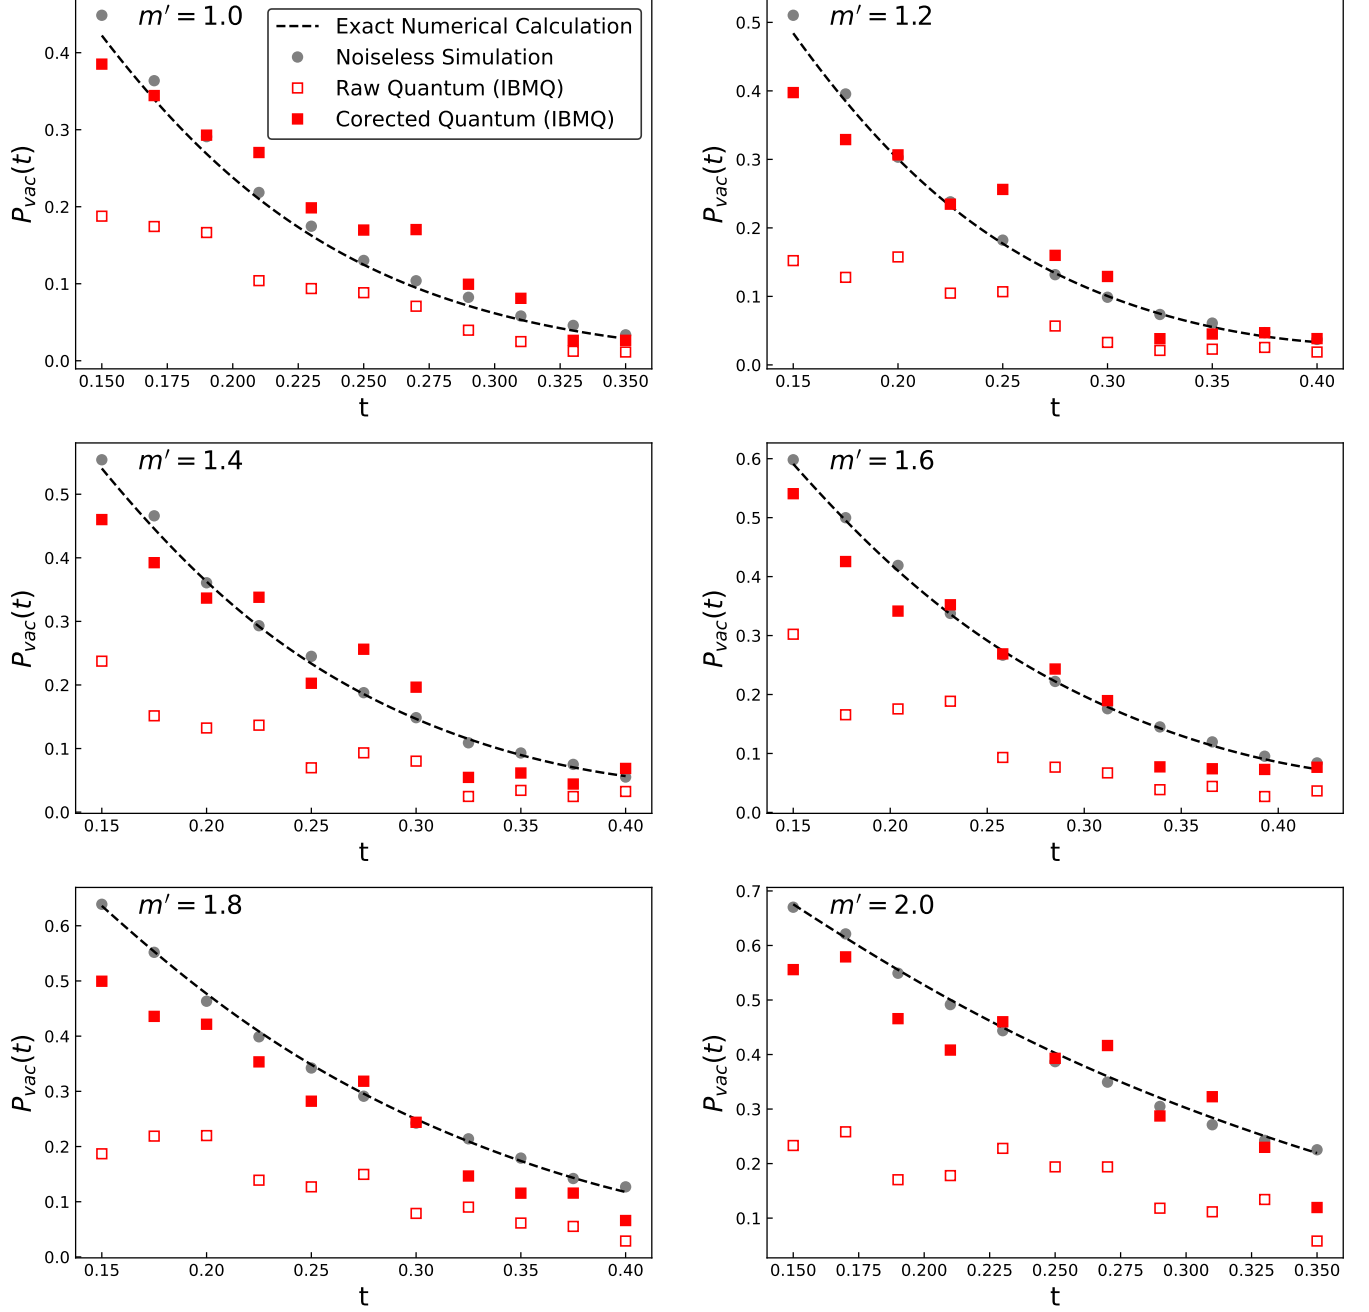 m′ = 1.0
Exact Numerical Calculation
Noiseless Simulation
Raw Quantum (IBMQ)
Corected Quantum (IBMQ)
0.4
0.3
0.2
0.1
0.0
P_vac(t)
0.150 0.175 0.200 0.225 0.250 0.275 0.300 0.325 0.350
t
m′ = 1.2
0.5
0.4
0.3
0.2
0.1
0.0
P_vac(t)
0.15 0.20 0.25 0.30 0.35 0.40
t
m′ = 1.4
0.5
0.4
0.3
0.2
0.1
0.0
P_vac(t)
0.15 0.20 0.25 0.30 0.35 0.40
t
m′ = 1.6
0.6
0.5
0.4
0.3
0.2
0.1
0.0
P_vac(t)
0.15 0.20 0.25 0.30 0.35 0.40
t
m′ = 1.8
0.6
0.5
0.4
0.3
0.2
0.1
0.0
P_vac(t)
0.15 0.20 0.25 0.30 0.35 0.40
t
m′ = 2.0
0.7
0.6
0.5
0.4
0.3
0.2
0.1
P_vac(t)
0.150 0.175 0.200 0.225 0.250 0.275 0.300 0.325 0.350
t